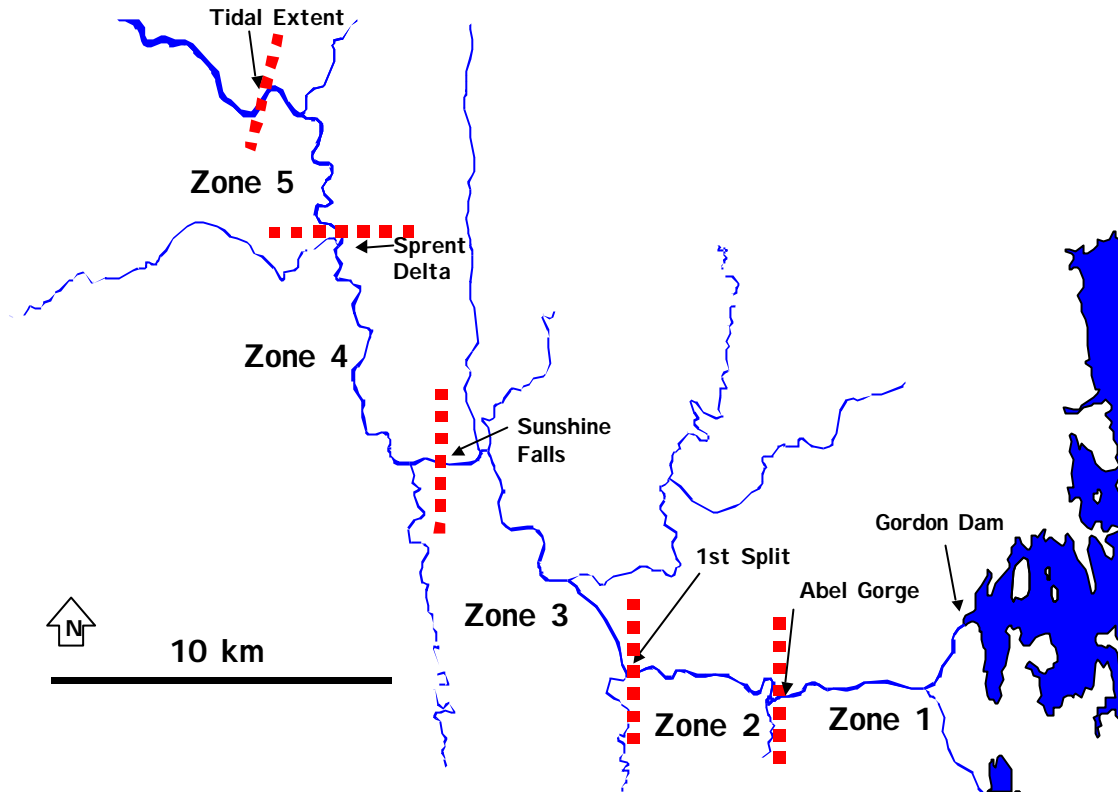 Tidal Extent
Zone 5
Sprent
Delta
Zone 4
Sunshine
Falls
Gordon Dam
1st Split
Abel Gorge
Zone 3
N
10 km
Zone 2
Zone 1